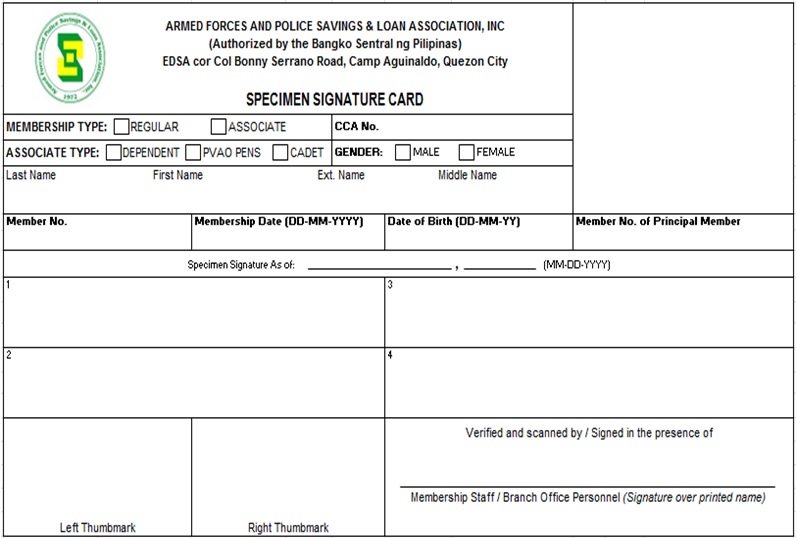 Armed Forces and Police Savings & Loan Association, Inc.
1972
ARMED FORCES AND POLICE SAVINGS & LOAN ASSOCIATION, INC
(Authorized by the Bangko Sentral ng Pilipinas)
EDSA cor Col Bonny Serrano Road, Camp Aguinaldo, Quezon City
SPECIMEN SIGNATURE CARD
MEMBERSHIP TYPE: REGULAR ASSOCIATE CCA No.
ASSOCIATE TYPE: DEPENDENT PVAO PENS CADET GENDER: MALE FEMALE
Last Name First Name Ext. Name Middle Name
Member No. Membership Date (DD-MM-YYYY) Date of Birth (DD-MM-YY) Member No. of Principal Member
Specimen Signature As of: , (MM-DD-YYYY)
1 3
2 4
Verified and scanned by / Signed in the presence of
Membership Staff / Branch Office Personnel (Signature over printed name)
Left Thumbmark Right Thumbmark